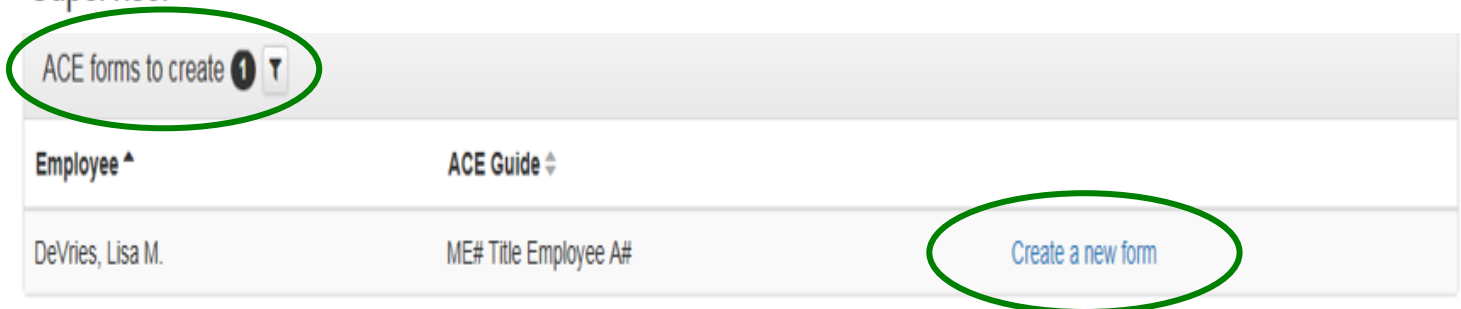 ACE forms to create 1
Employee ACE Guide
DeVries, Lisa M. ME# Title Employee A# Create a new form